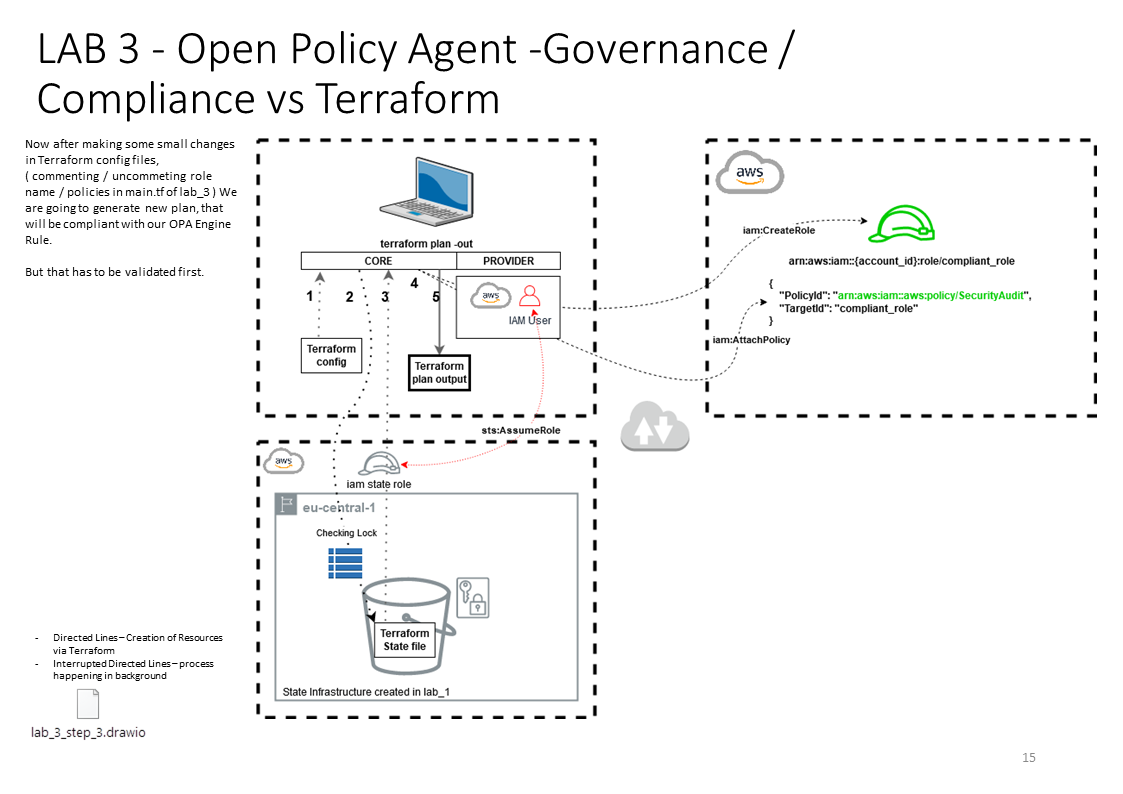 LAB 3 - Open Policy Agent -Governance /
Compliance vs Terraform
Now after making some small changes
in Terraform config files,
( commenting / uncommeting role
name / policies in main.tf of lab_3 ) We
are going to generate new plan, that
will be compliant with our OPA Engine
Rule.
But that has to be validated first.
terraform plan -out
CORE
PROVIDER
1
2
3
4
5
aws
IAM User
Terraform
config
Terraform
plan output
sts:AssumeRole
aws
iam:CreateRole
arn:aws:iam::{account_id}:role/compliant_role
{
"PolicyId": "arn:aws:iam::aws:policy/SecurityAudit",
"TargetId": "compliant_role"
}
iam:AttachPolicy
aws
iam state role
eu-central-1
Checking Lock
Terraform
State file
State Infrastructure created in lab_1
- Directed Lines – Creation of Resources
via Terraform
- Interrupted Directed Lines – process
happening in background
lab_3_step_3.drawio
15